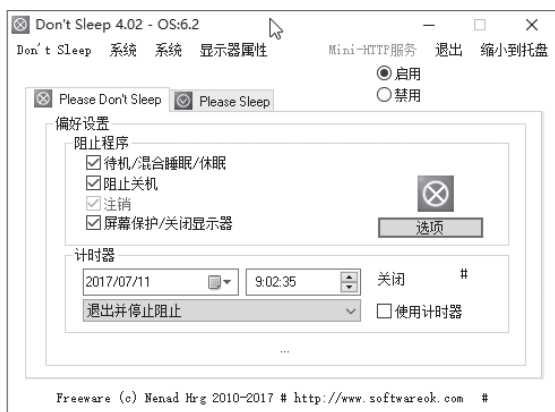 Don't Sleep 4.02 - OS:6.2
Don't Sleep 系统 系统 显示器属性 Mini-HTTP服务 退出 缩小到托盘
启用
禁用
Please Don't Sleep Please Sleep
偏好设置
阻止程序
待机/混合睡眠/休眠
阻止关机
注销
屏幕保护/关闭显示器
选项
计时器
2017/07/11 9:02:35 关闭 #
退出并停止阻止 使用计时器
...
Freeware (c) Nenad Hrg 2010-2017 # http://www.softwareok.com #